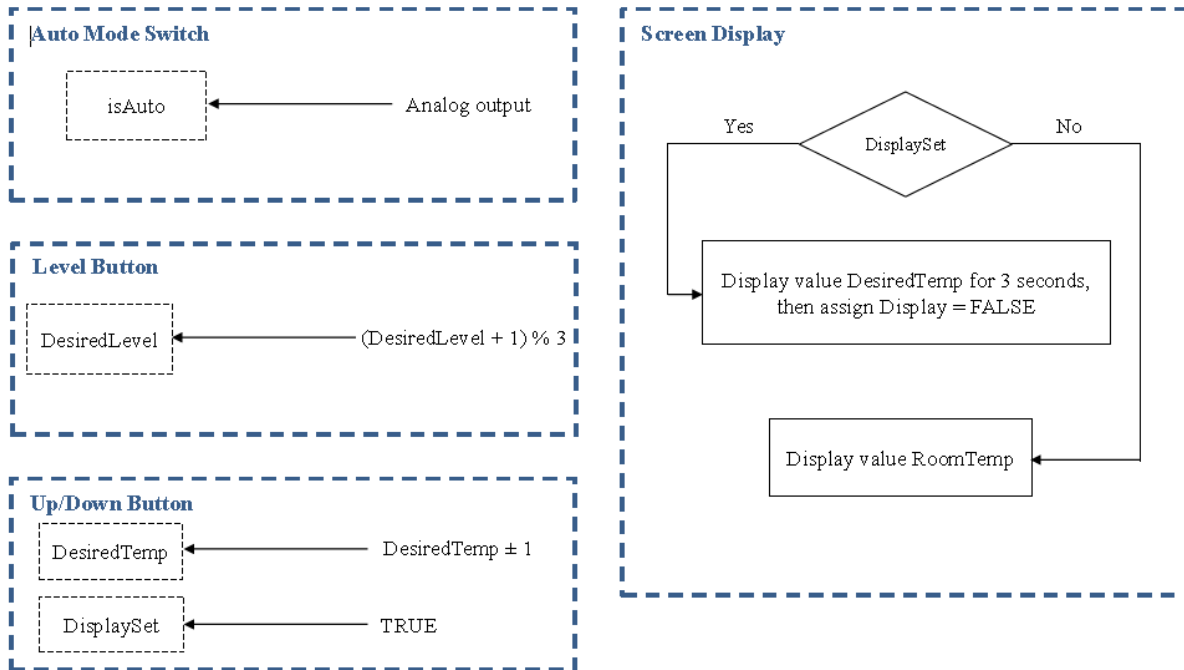 Auto Mode Switch
isAuto
Analog output
Level Button
DesiredLevel
(DesiredLevel + 1) % 3
Up/Down Button
DesiredTemp
DesiredTemp ± 1
DisplaySet
TRUE
Screen Display
Yes
No
DisplaySet
Display value DesiredTemp for 3 seconds,
then assign Display = FALSE
Display value RoomTemp